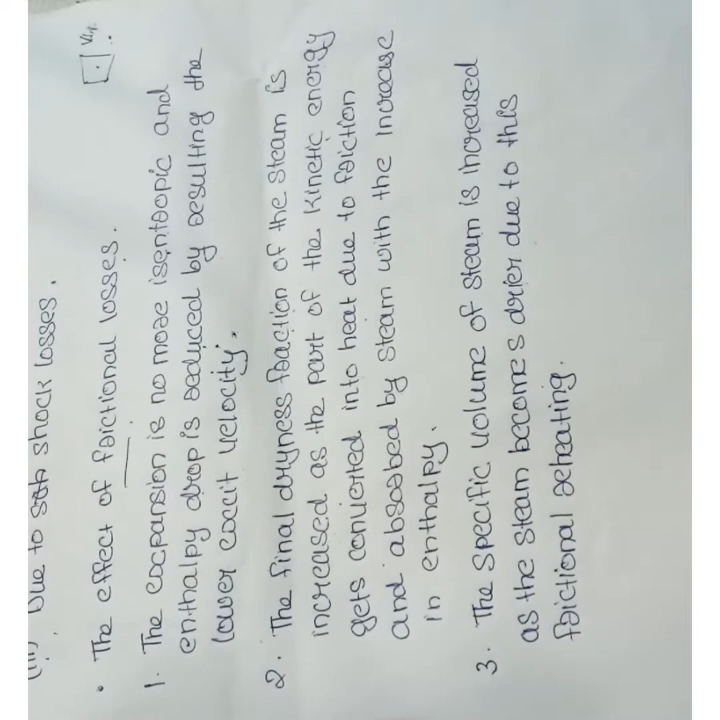 (iii) Due to shock losses.
• The effect of frictional losses.
1. The expansion is no more isentropic and
enthalpy drop is reduced by resulting the
lower exit velocity.
2. The final dryness fraction of the steam is
increased as the part of the kinetic energy
gets converted into heat due to friction
and absorbed by steam with the increase
in enthalpy.
3. The specific volume of steam is increased
as the steam becomes drier due to this
frictional reheating.